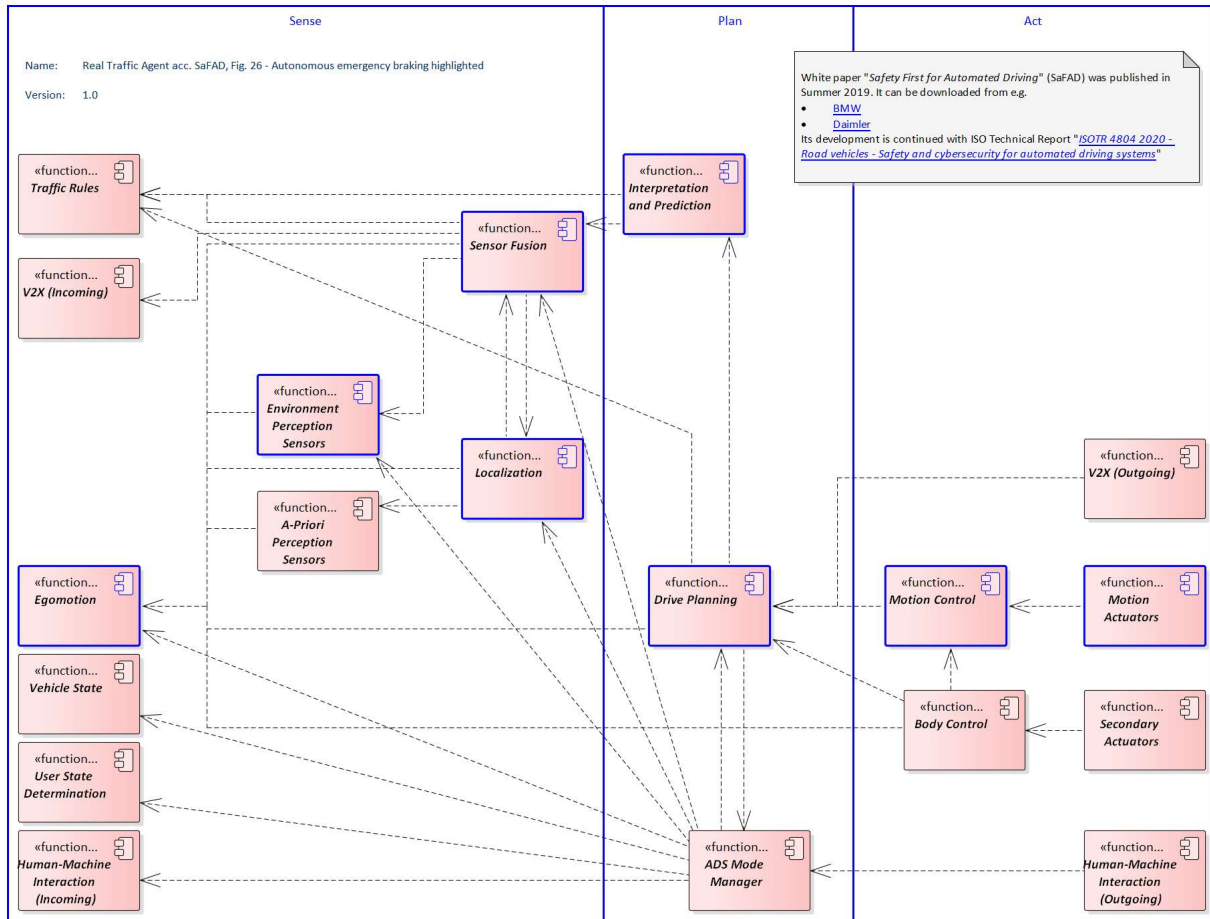 Sense
Plan
Act
Name: Real Traffic Agent acc. SaFAD, Fig. 26 - Autonomous emergency braking highlighted
Version: 1.0
White paper "Safety First for Automated Driving" (SaFAD) was published in
Summer 2019. It can be downloaded from e.g.
• BMW
• Daimler
Its development is continued with ISO Technical Report "ISOTR 4804 2020 -
Road vehicles - Safety and cybersecurity for automated driving systems"
«function...
Traffic Rules
«function...
Interpretation
and Prediction
«function...
Sensor Fusion
«function...
V2X (Incoming)
«function...
Environment
Perception
Sensors
«function...
Localization
«function...
V2X (Outgoing)
«function...
A-Priori
Perception
Sensors
«function...
Egomotion
«function...
Drive Planning
«function...
Motion Control
«function...
Motion
Actuators
«function...
Vehicle State
«function...
Body Control
«function...
Secondary
Actuators
«function...
User State
Determination
«function...
Human-Machine
Interaction
(Incoming)
«function...
ADS Mode
Manager
«function...
Human-Machine
Interaction
(Outgoing)